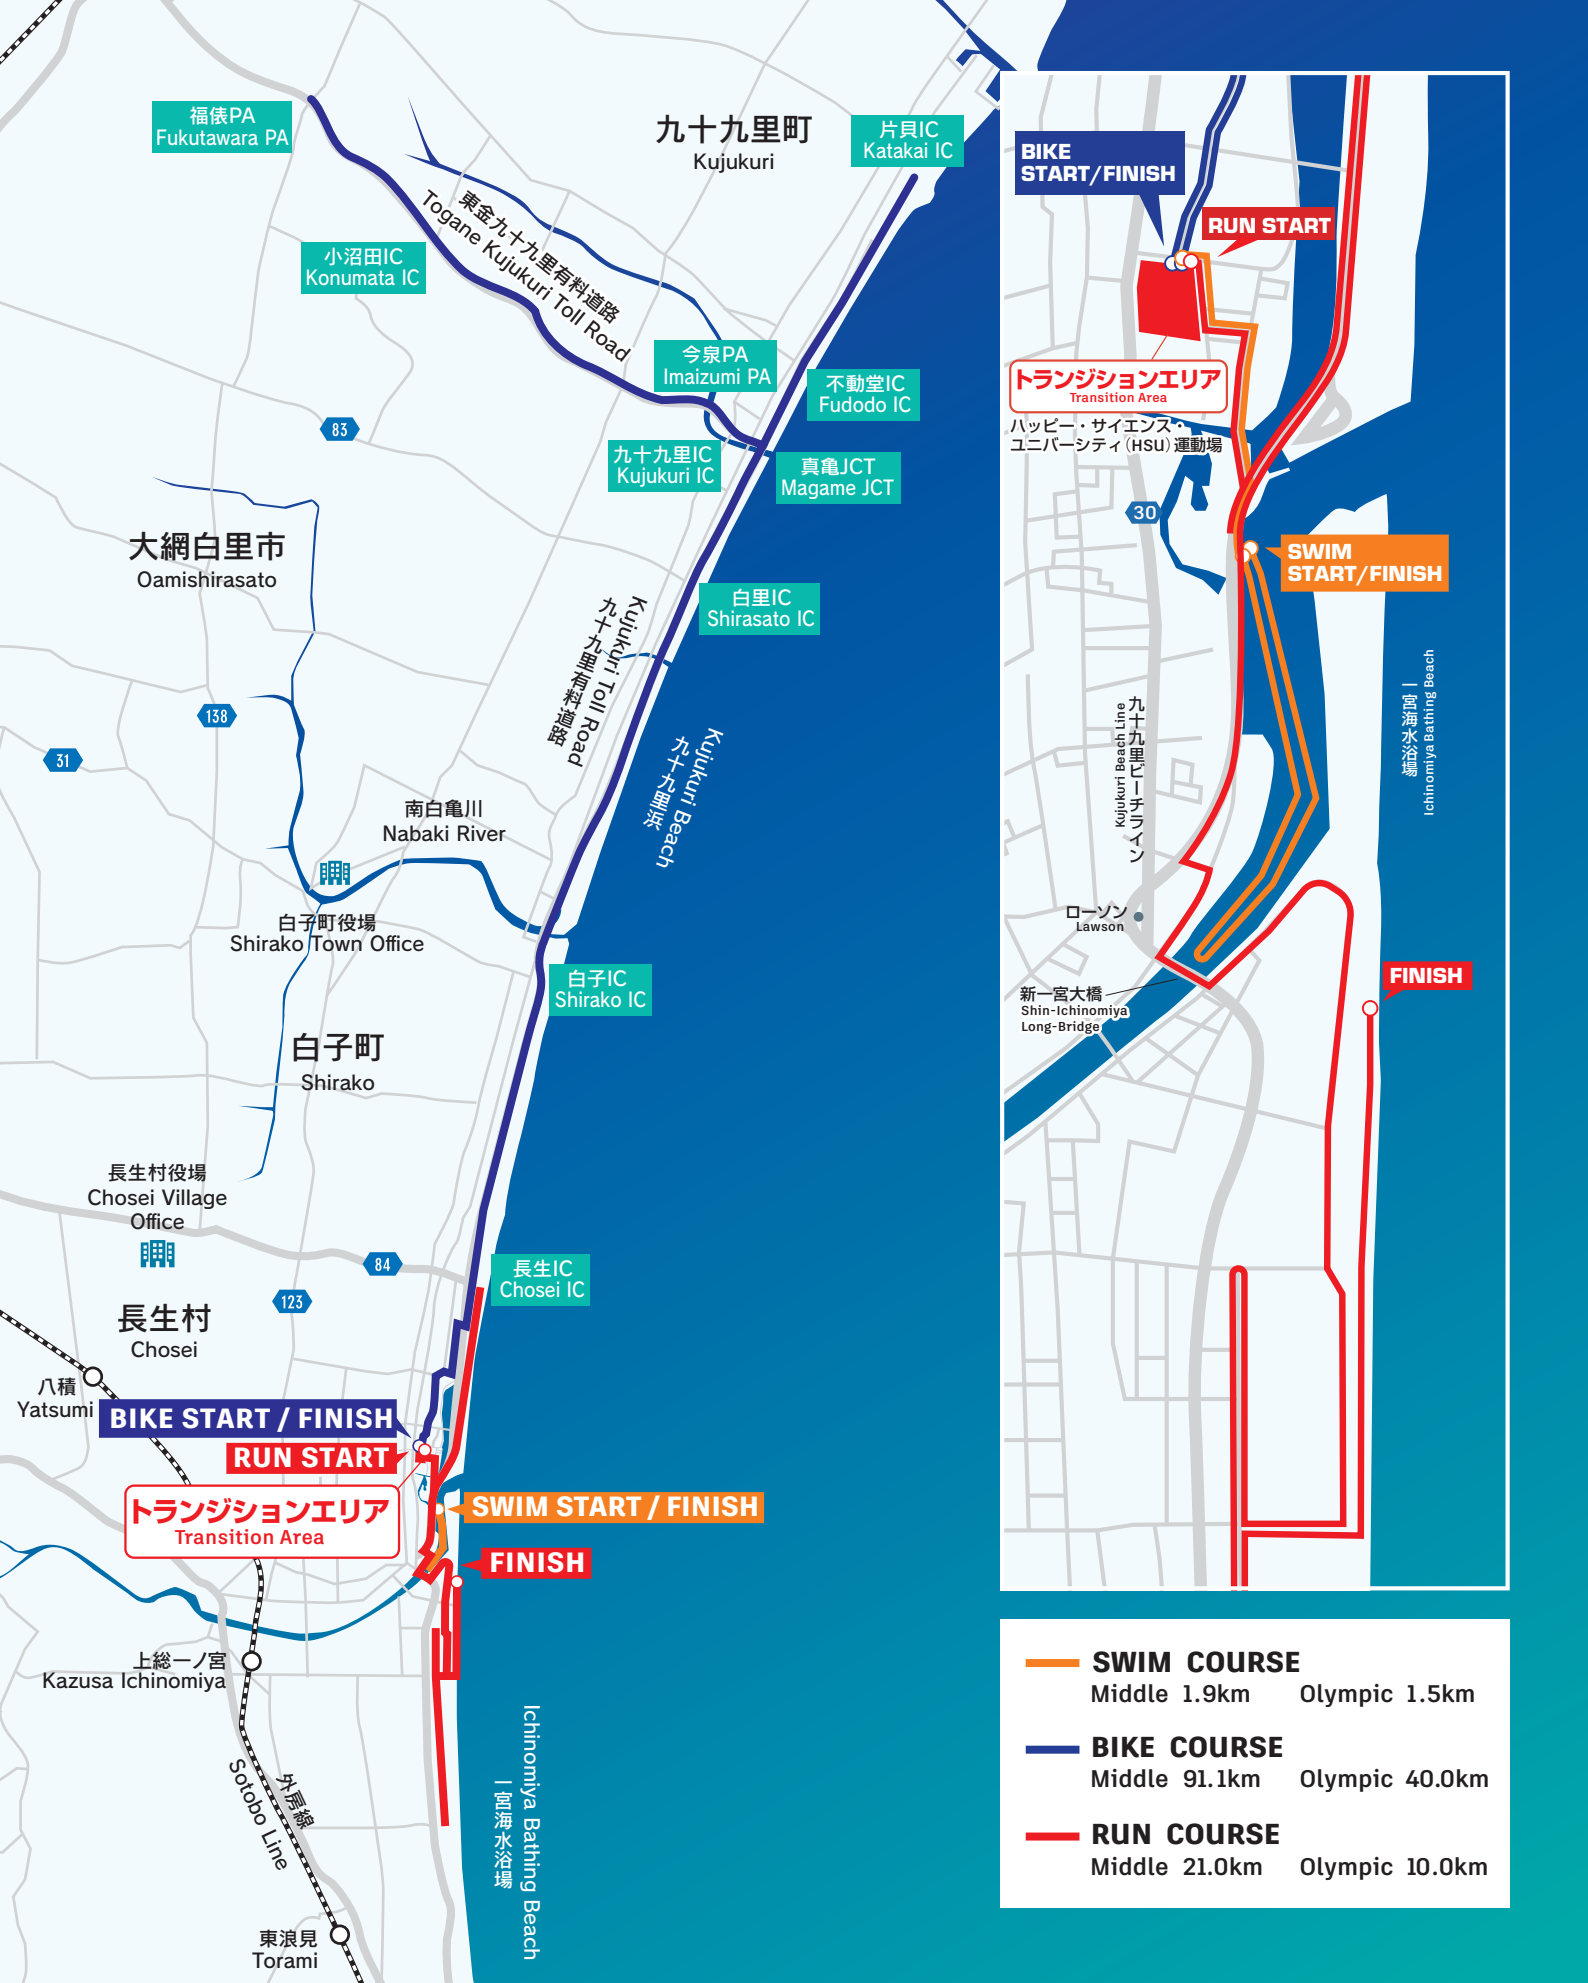 福俵PA
Fukutawara PA
九十九里町
Kujukuri
片貝IC
Katakai IC
東金九十九里有料道路
Togane Kujukuri Toll Road
小沼田IC
Konumata IC
今泉PA
Imaizumi PA
不動堂IC
Fudodo IC
83
九十九里IC
Kujukuri IC
真亀JCT
Magame JCT
大網白里市
Oamishirasato
白里IC
Shirasato IC
Kujukuri Toll Road
九十九里有料道路
138
31
Kujukuri Beach
九十九里浜
南白亀川
Nabaki River
白子町役場
Shirako Town Office
白子IC
Shirako IC
白子町
Shirako
長生村役場
Chosei Village
Office
84
長生IC
Chosei IC
123
長生村
Chosei
八積
Yatsumi
BIKE START / FINISH
RUN START
トランジションエリア
Transition Area
SWIM START / FINISH
FINISH
上総一ノ宮
Kazusa Ichinomiya
外房線
Sotobo Line
Ichinomiya Bathing Beach
一宮海水浴場
東浪見
Torami
BIKE
START/FINISH
RUN START
トランジションエリア
Transition Area
ハッピー・サイエンス・
ユニバーシティ(HSU)運動場
30
SWIM
START/FINISH
九十九里ビーチライン
Kujukuri Beach Line
一宮海水浴場
Ichinomiya Bathing Beach
ローソン
Lawson
FINISH
新一宮大橋
Shin-Ichinomiya
Long-Bridge
SWIM COURSE
Middle 1.9km Olympic 1.5km
BIKE COURSE
Middle 91.1km Olympic 40.0km
RUN COURSE
Middle 21.0km Olympic 10.0km